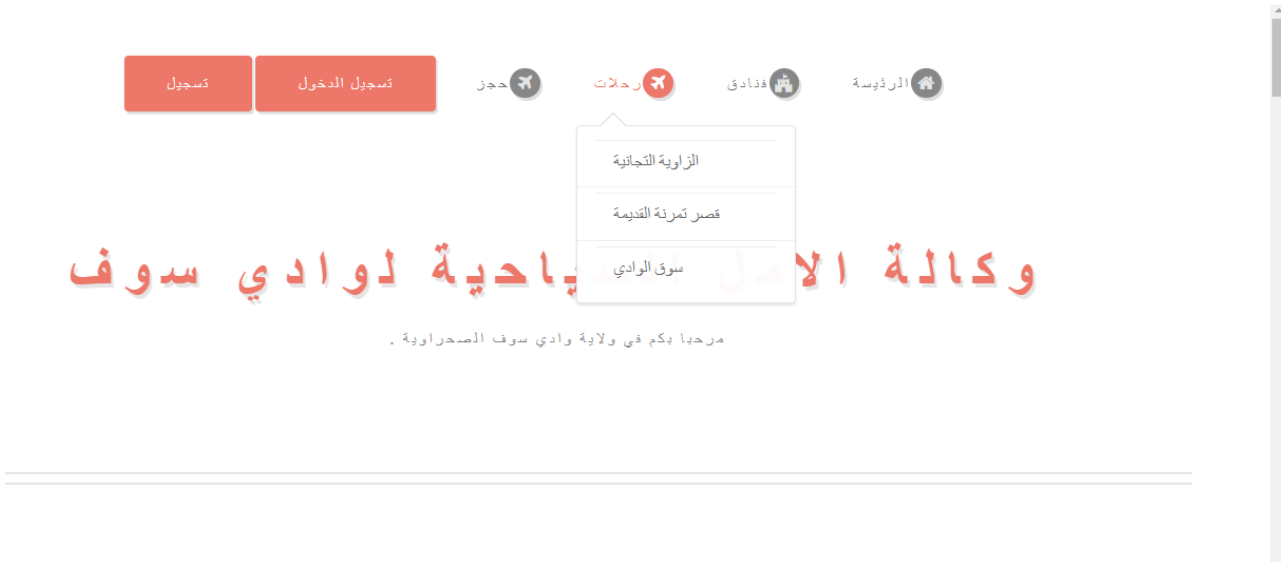 الرئيسة
فنادق
رحلات
حجز
تسجيل الدخول
تسجيل
الزاوية التجانية
قصر تمرنة القديمة
سوق الوادي
وكالة الامل السياحية لوادي سوف
مرحبا بكم في ولاية وادي سوف الصحراوية .